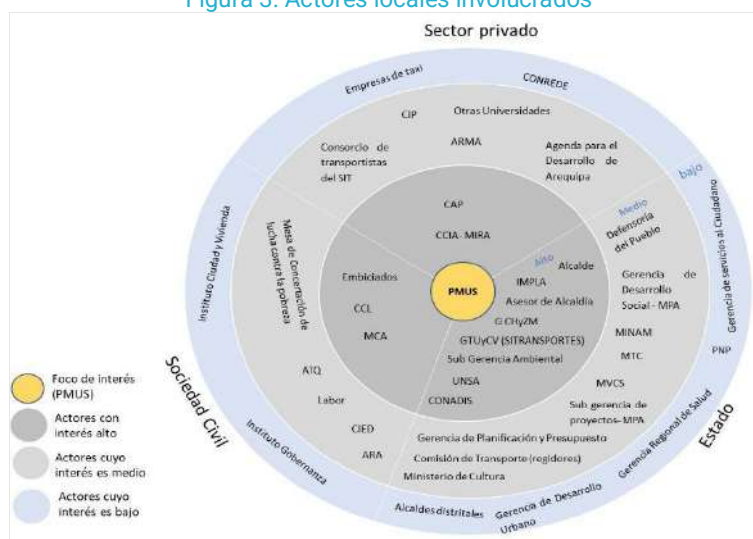 Figura 3. Actores locales involucrados
Sector privado
Empresas de taxi
CONREDE
CIP
Otras Universidades
ARMA
Consorcio de
transportistas
del SIT
Agenda para el
Desarrollo de
Arequipa
bajo
Medio
Alto
CAP
CCIA- MIRA
Defensoría
del Pueblo
Gerencia de servicios al Ciudadano
Instituto Ciudad y Vivienda
Mesa de Concertación de
lucha contra la pobreza
Embiciados
CCL
MCA
PMUS
Alcalde
IMPLA
Asesor de Alcaldía
GCHyZM
GTUyCV (SITRANSPORTES)
Sub Gerencia Ambiental
UNSA
CONADIS
Gerencia de
Desarrollo
Social - MPA
MINAM
MTC
MVCS
Sub gerencia de
proyectos- MPA
PNP
Gerencia Regional de Salud
Estado
Sociedad Civil
ATQ
Labor
CIED
ARA
Instituto Gobernanza
Gerencia de Planificación y Presupuesto
Comisión de Transporte (regidores)
Ministerio de Cultura
Alcaldes distritales
Gerencia de Desarrollo
Urbano
Foco de interés
(PMUS)
Actores con
interés alto
Actores cuyo
interés es medio
Actores cuyo
interés es bajo